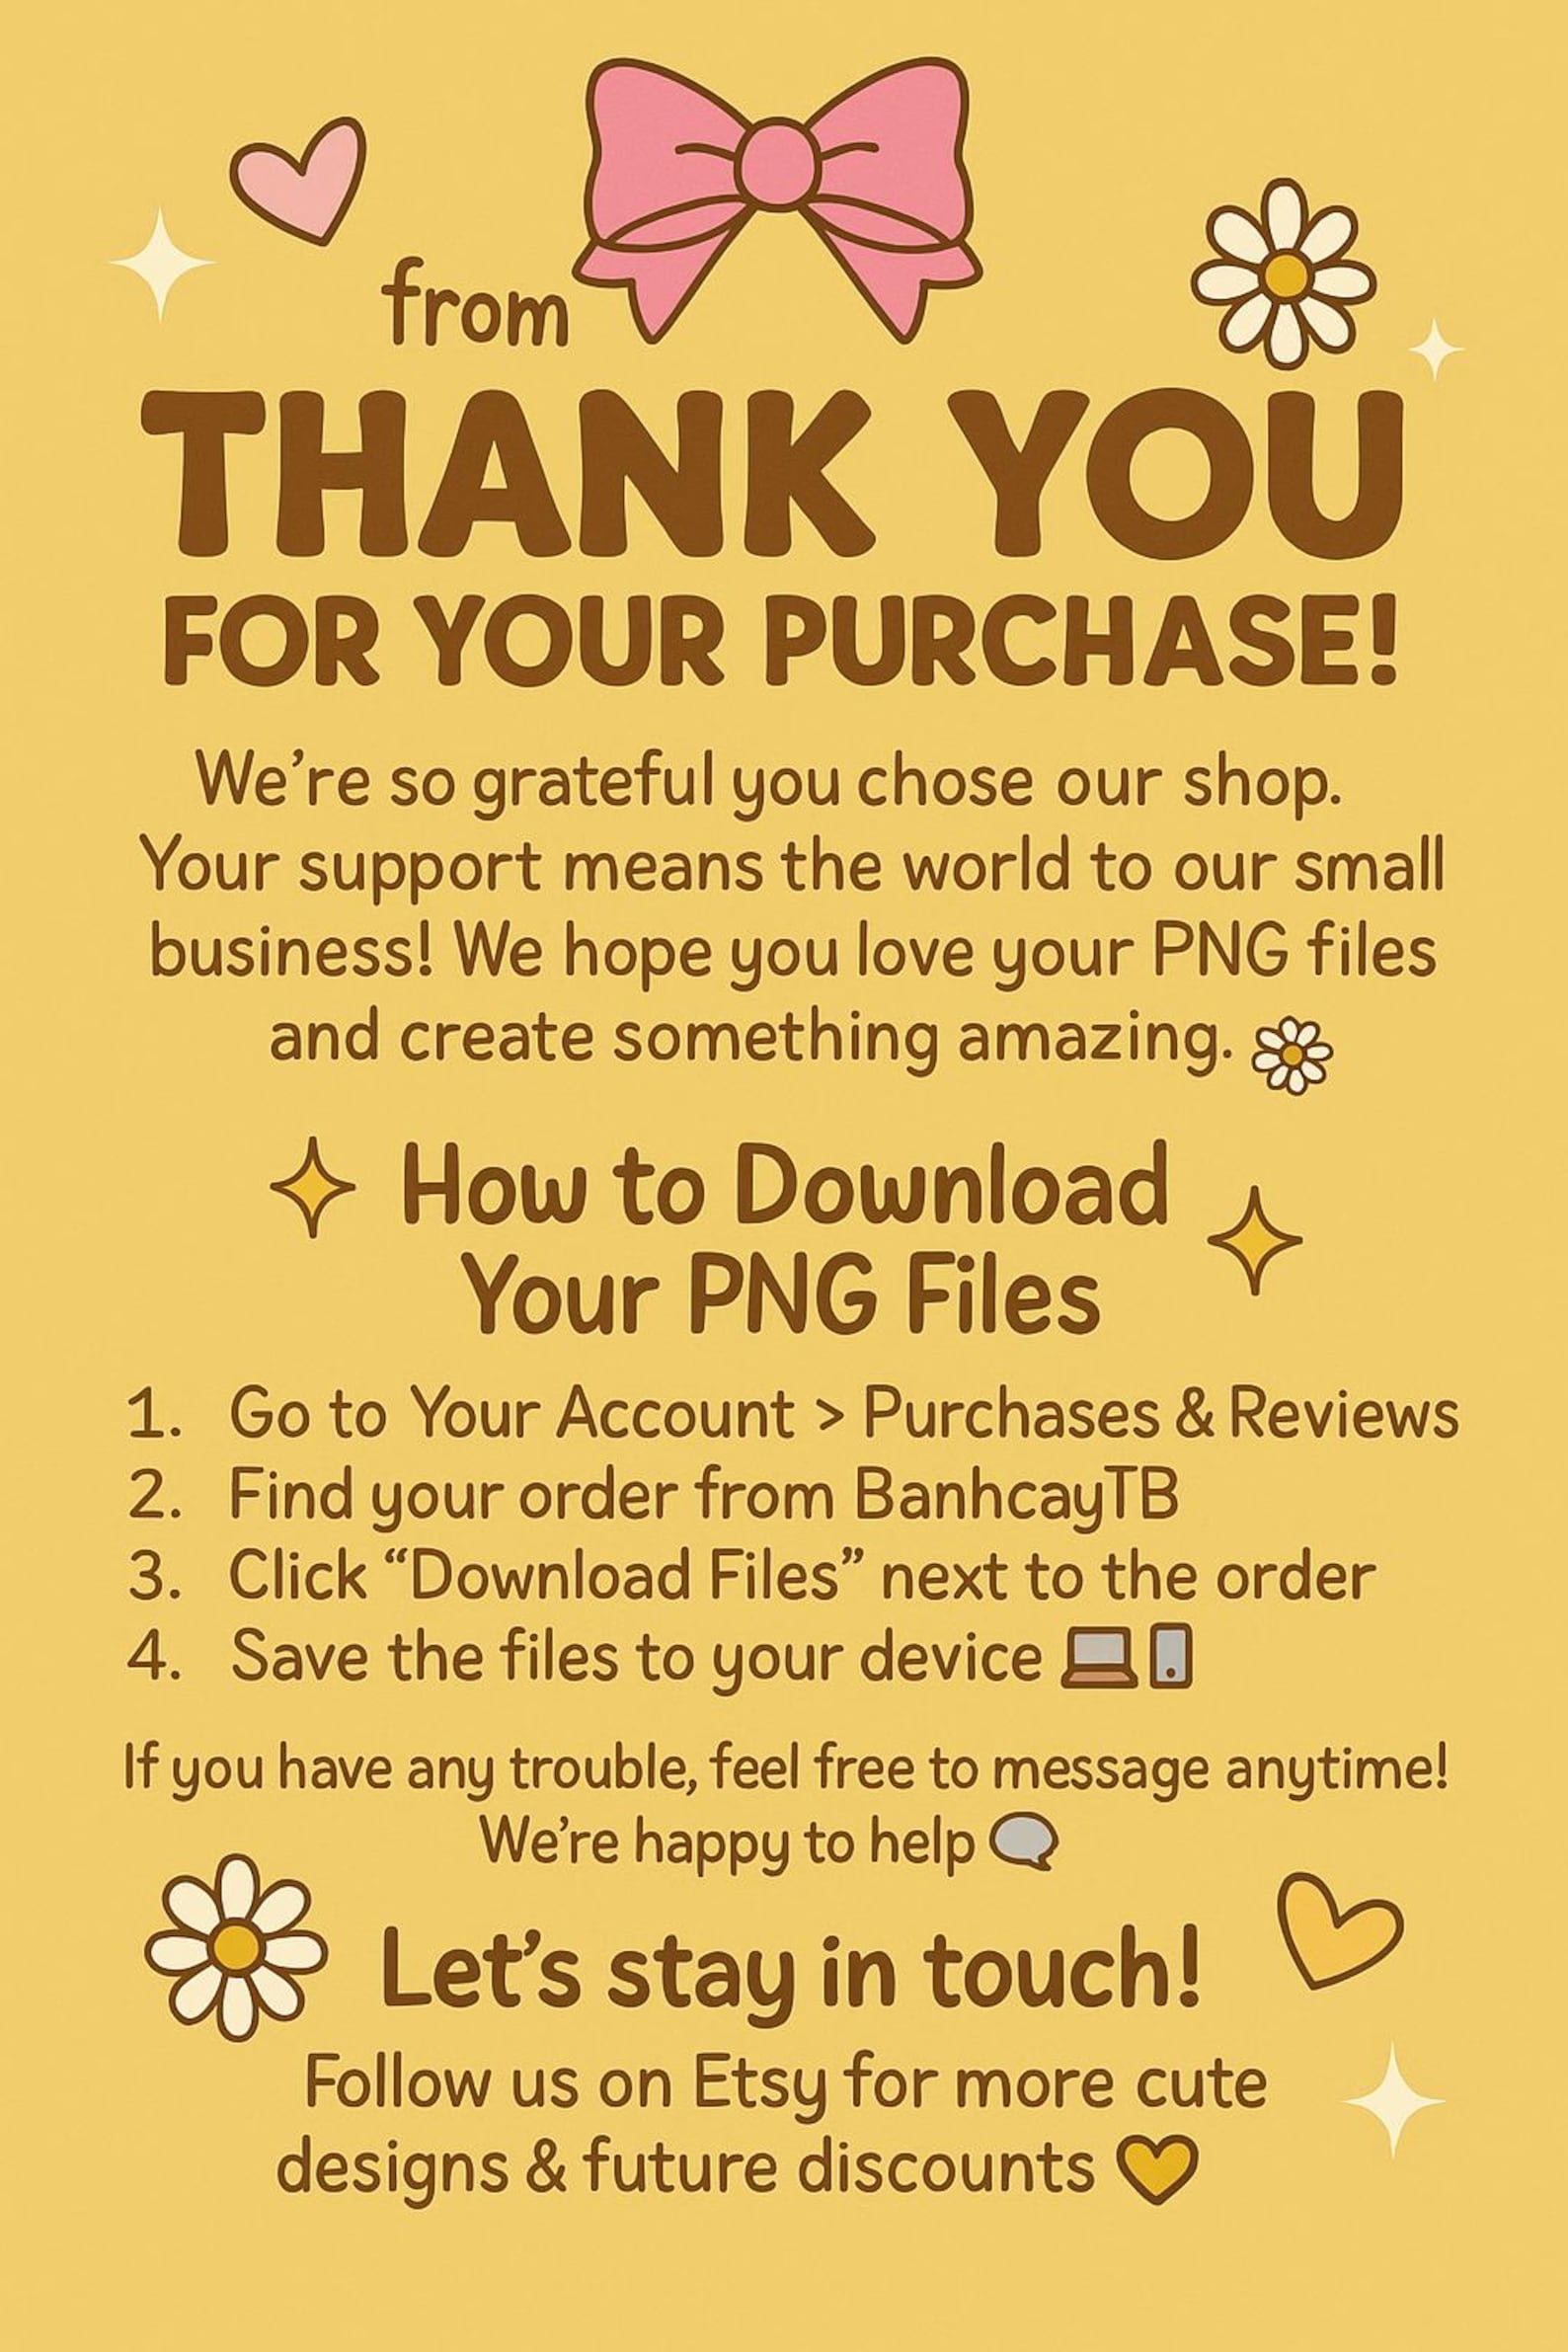 from
THANK YOU
FOR YOUR PURCHASE!
We’re so grateful you chose our shop.
Your support means the world to our small
business! We hope you love your PNG files
and create something amazing.
How to Download
Your PNG Files
1. Go to Your Account > Purchases & Reviews
2. Find your order from BanhcayTB
3. Click “Download Files” next to the order
4. Save the files to your device
If you have any trouble, feel free to message anytime!
We’re happy to help
Let’s stay in touch!
Follow us on Etsy for more cute
designs & future discounts